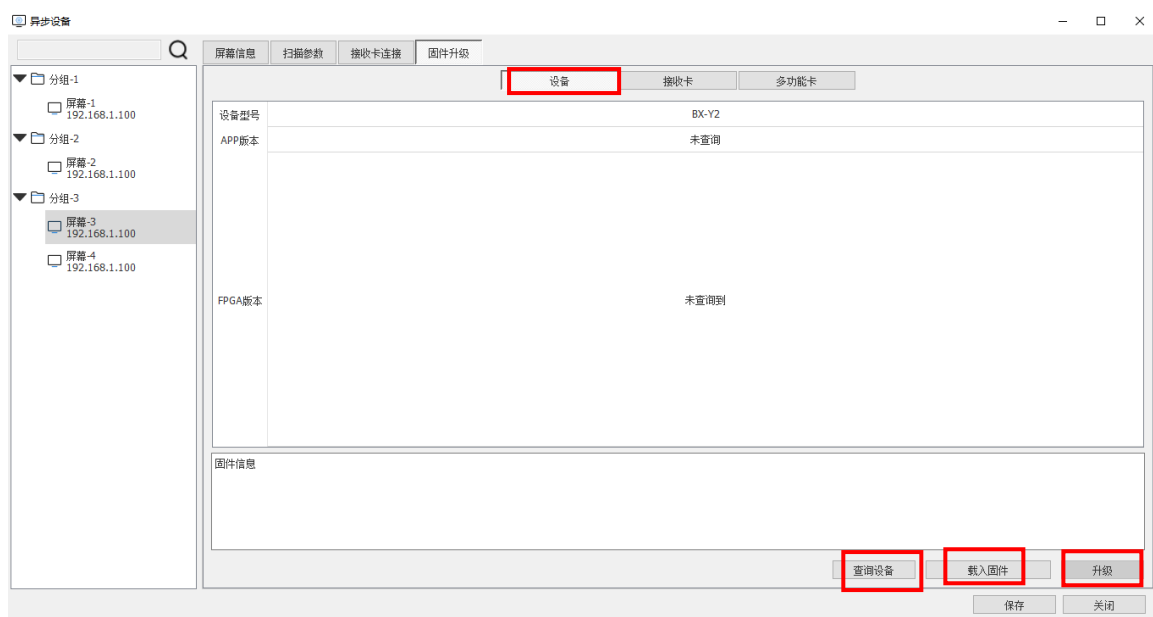 异步设备
屏幕信息
扫描参数
接收卡连接
固件升级
分组-1
屏幕-1
192.168.1.100
分组-2
屏幕-2
192.168.1.100
分组-3
屏幕-3
192.168.1.100
屏幕-4
192.168.1.100
设备
接收卡
多功能卡
设备型号
BX-Y2
APP版本
未查询
FPGA版本
未查询到
固件信息
查询设备
载入固件
升级
保存
关闭